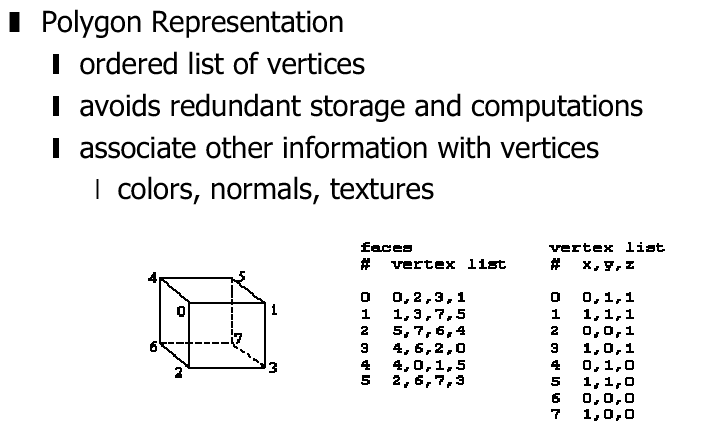 Polygon Representation
ordered list of vertices
avoids redundant storage and computations
associate other information with vertices
colors, normals, textures
faces
# vertex list
0 0,2,3,1
1 1,3,7,5
2 5,7,6,4
3 4,6,2,0
4 4,0,1,5
5 2,6,7,3
vertex list
# x,y,z
0 0,1,1
1 1,1,1
2 0,0,1
3 1,0,1
4 0,1,0
5 1,1,0
6 0,0,0
7 1,0,0
4 5
0 1
6 7
2 3